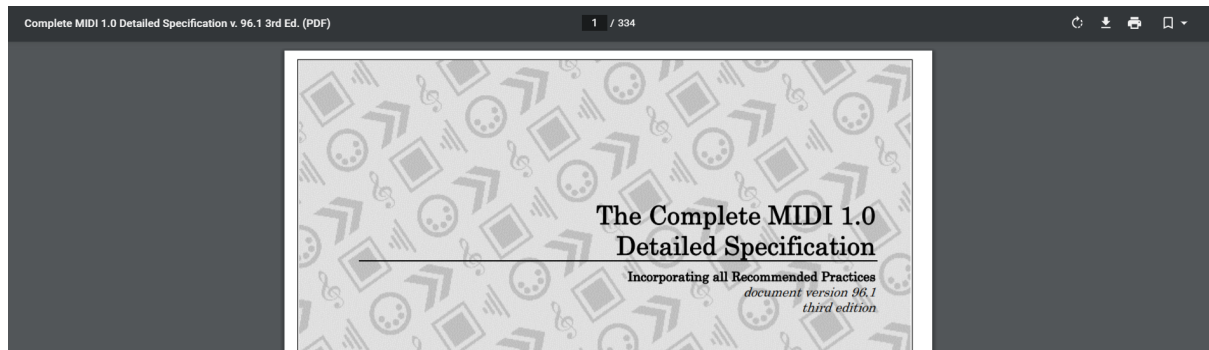 Complete MIDI 1.0 Detailed Specification v. 96.1 3rd Ed. (PDF)
1 / 334
The Complete MIDI 1.0
Detailed Specification
Incorporating all Recommended Practices
document version 96.1
third edition